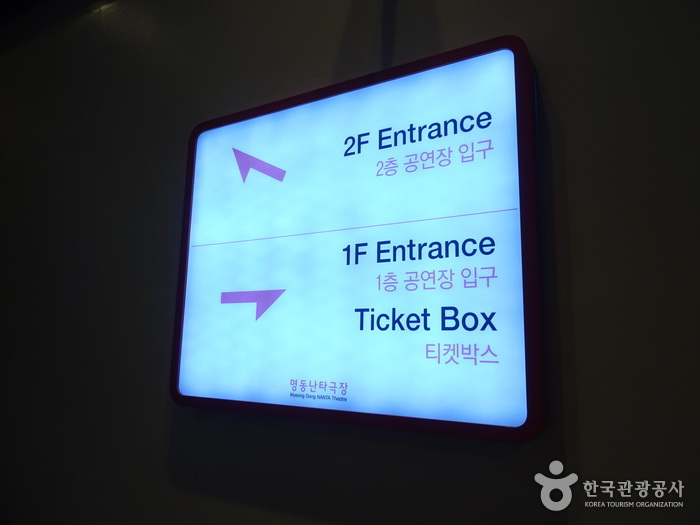 2F Entrance
2층 공연장 입구
1F Entrance
1층 공연장 입구
Ticket Box
티켓박스
명동난타극장
Myeong Dong NANTA Theatre
한국관광공사
KOREA TOURISM ORGANIZATION